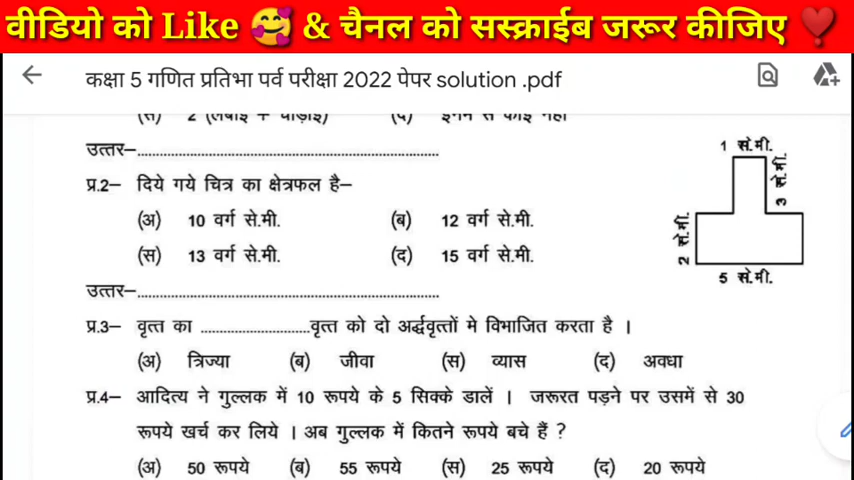 वीडियो को Like 🥰 & चैनल को सस्क्राईब जरूर कीजिए ❣️
कक्षा 5 गणित प्रतिभा पर्व परीक्षा 2022 पेपर solution .pdf
(स) 2 (लंबाई + चौड़ाई) (द) इनमें से कोई नहीं
उत्तर–
प्र.2– दिये गये चित्र का क्षेत्रफल है–
(अ) 10 वर्ग से.मी. (ब) 12 वर्ग से.मी.
(स) 13 वर्ग से.मी. (द) 15 वर्ग से.मी.
उत्तर–
1 से.मी.
3 से.मी.
2 से.मी.
5 से.मी.
प्र.3– वृत्त का ....................वृत्त को दो अर्द्धवृत्तों मे विभाजित करता है ।
(अ) त्रिज्या (ब) जीवा (स) व्यास (द) अवधा
प्र.4– आदित्य ने गुल्लक में 10 रूपये के 5 सिक्के डालें । जरूरत पड़ने पर उसमें से 30
रूपये खर्च कर लिये । अब गुल्लक में कितने रूपये बचे हैं ?
(अ) 50 रूपये (ब) 55 रूपये (स) 25 रूपये (द) 20 रूपये